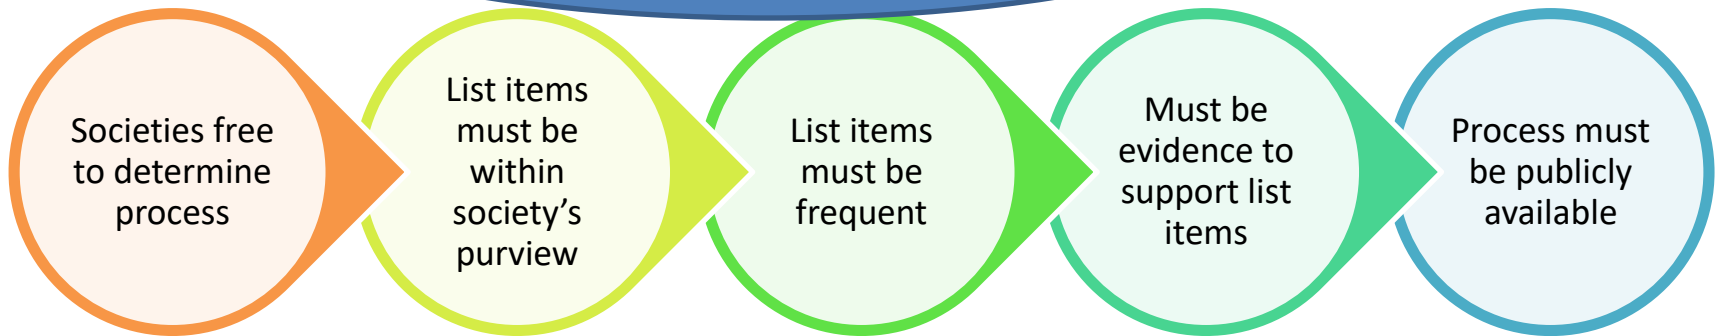 Societies free
to determine
process
List items
must be
within
society’s
purview
List items
must be
frequent
Must be
evidence to
support list
items
Process must
be publicly
available